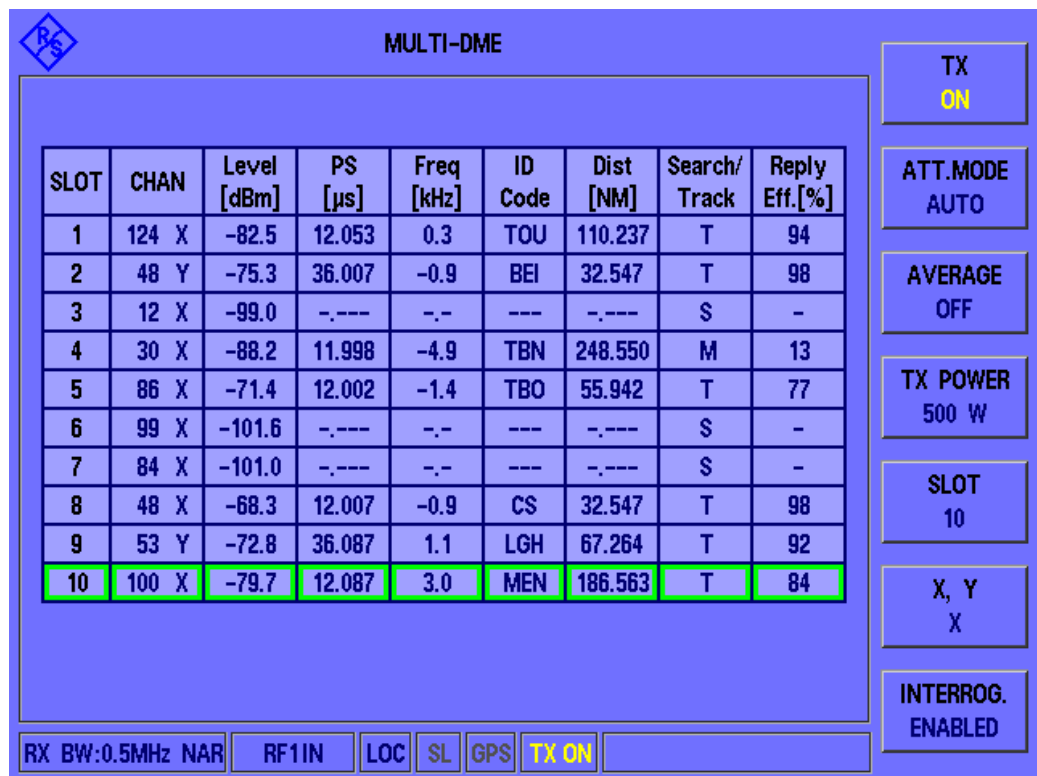 R/S
MULTI-DME
SLOT CHAN Level [dBm] PS [µs] Freq [kHz] ID Code Dist [NM] Search/ Track Reply Eff.[%]
1 124 X -82.5 12.053 0.3 TOU 110.237 T 94
2 48 Y -75.3 36.007 -0.9 BEI 32.547 T 98
3 12 X -99.0 -.--- -.- --- -.--- S -
4 30 X -88.2 11.998 -4.9 TBN 248.550 M 13
5 86 X -71.4 12.002 -1.4 TBO 55.942 T 77
6 99 X -101.6 -.--- -.- --- -.--- S -
7 84 X -101.0 -.--- -.- --- -.--- S -
8 48 X -68.3 12.007 -0.9 CS 32.547 T 98
9 53 Y -72.8 36.087 1.1 LGH 67.264 T 92
10 100 X -79.7 12.087 3.0 MEN 186.563 T 84
TX
ON
ATT.MODE
AUTO
AVERAGE
OFF
TX POWER
500 W
SLOT
10
X, Y
X
INTERROG.
ENABLED
RX BW:0.5MHz NAR RF1IN LOC SL GPS TX ON